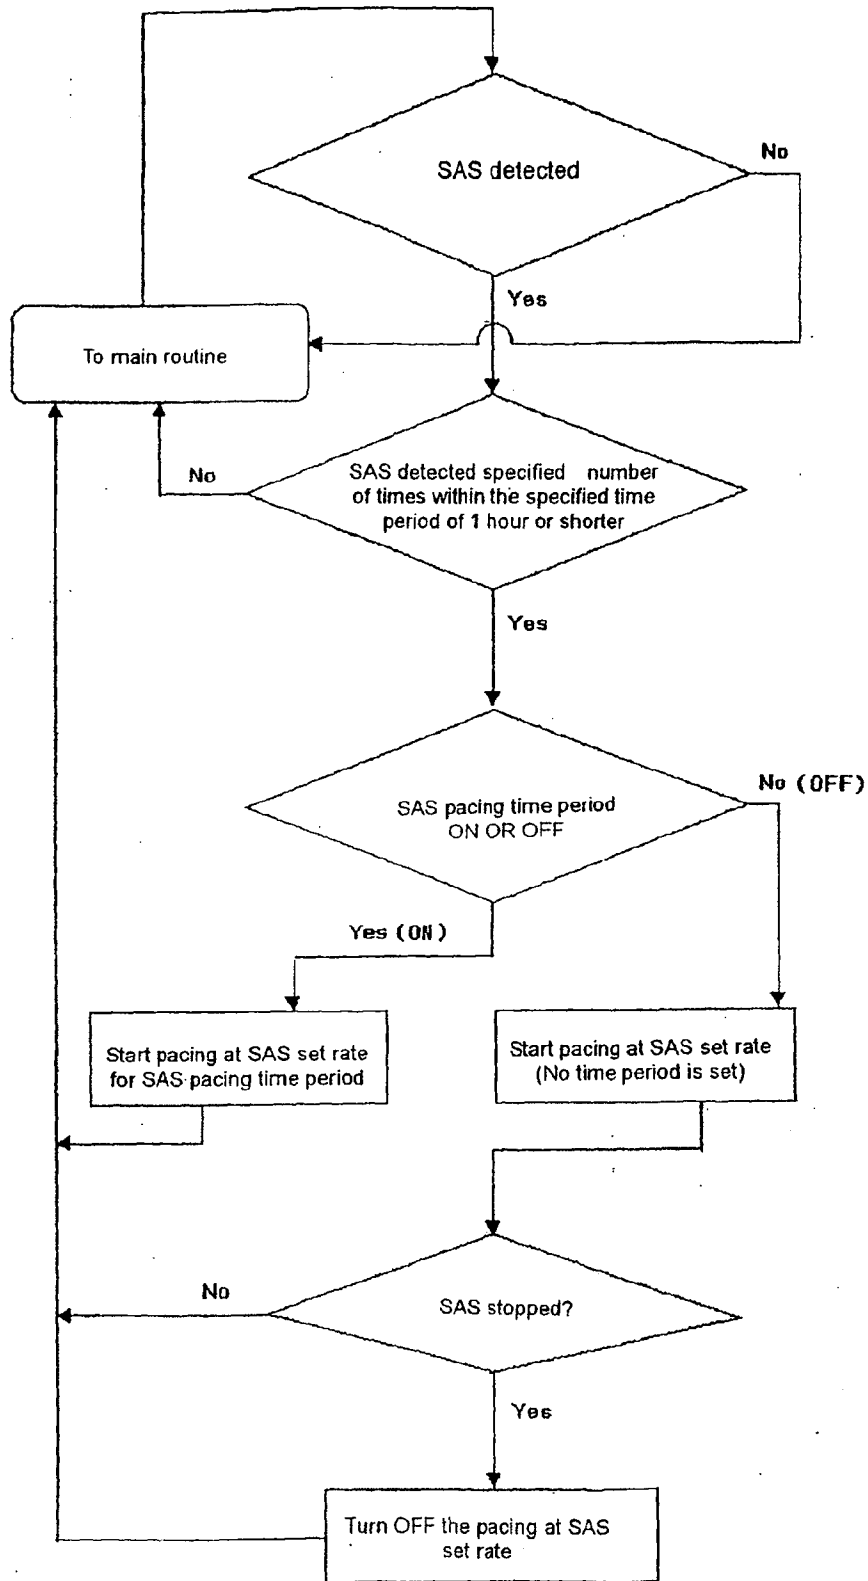 SAS detected
No
Yes
To main routine
No
SAS detected specified number
of times within the specified time
period of 1 hour or shorter
Yes
SAS pacing time period
ON OR OFF
No (OFF)
Yes (ON)
Start pacing at SAS set rate
for SAS pacing time period
Start pacing at SAS set rate
(No time period is set)
No
SAS stopped?
Yes
Turn OFF the pacing at SAS
set rate